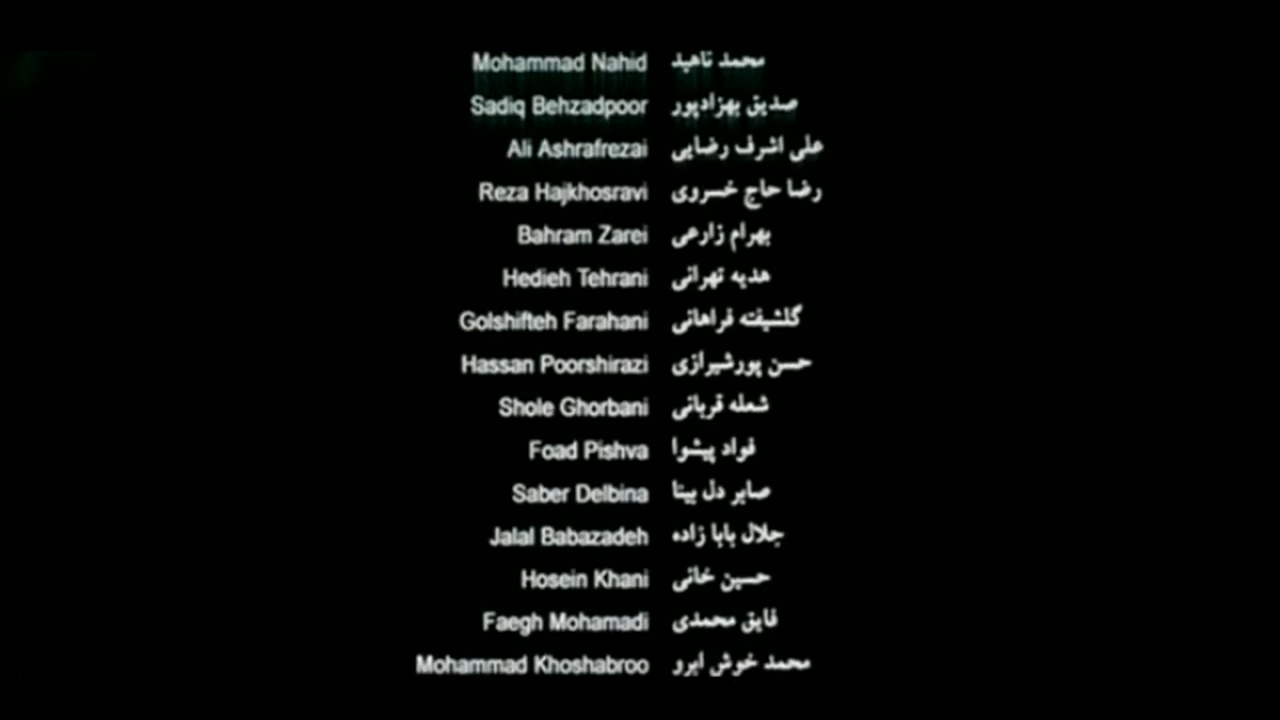 Mohammad Nahid محمد ناهید
Sadiq Behzadpoor صدیق بهزادپور
Ali Ashrafrezai علی اشرف رضایی
Reza Hajkhosravi رضا حاج خسروی
Bahram Zarei بهرام زارعی
Hedieh Tehrani هدیه تهرانی
Golshifteh Farahani گلشیفته فراهانی
Hassan Poorshirazi حسن پورشیرازی
Shole Ghorbani شعله قربانی
Foad Pishva فواد پیشوا
Saber Delbina صابر دل بینا
Jalal Babazadeh جلال بابا زاده
Hosein Khani حسین خانی
Faegh Mohamadi فایق محمدی
Mohammad Khoshabroo محمد خوش ابرو